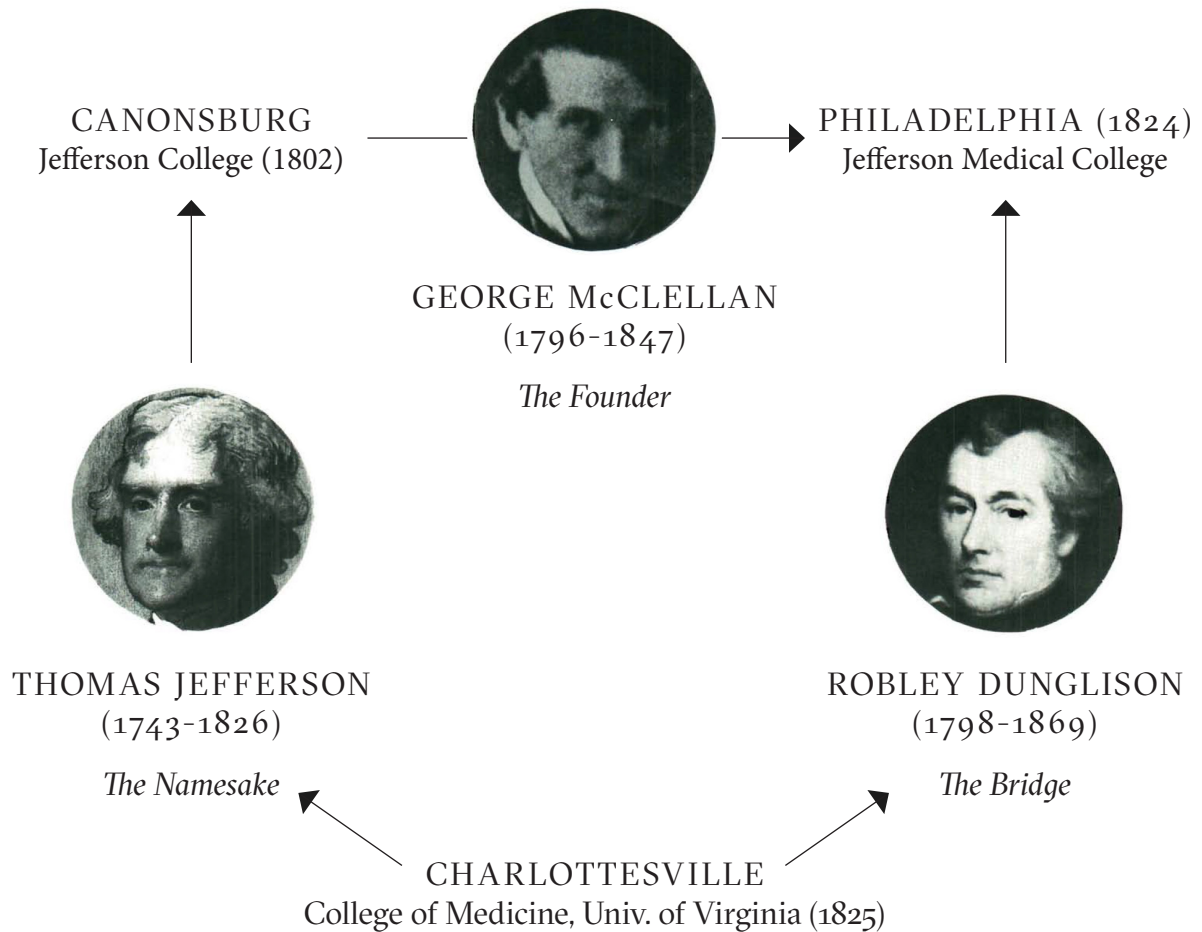 CANONSBURG
Jefferson College (1802)
PHILADELPHIA (1824)
Jefferson Medical College
GEORGE McCLELLAN
(1796-1847)
The Founder
THOMAS JEFFERSON
(1743-1826)
The Namesake
ROBLEY DUNGLISON
(1798-1869)
The Bridge
CHARLOTTESVILLE
College of Medicine, Univ. of Virginia (1825)